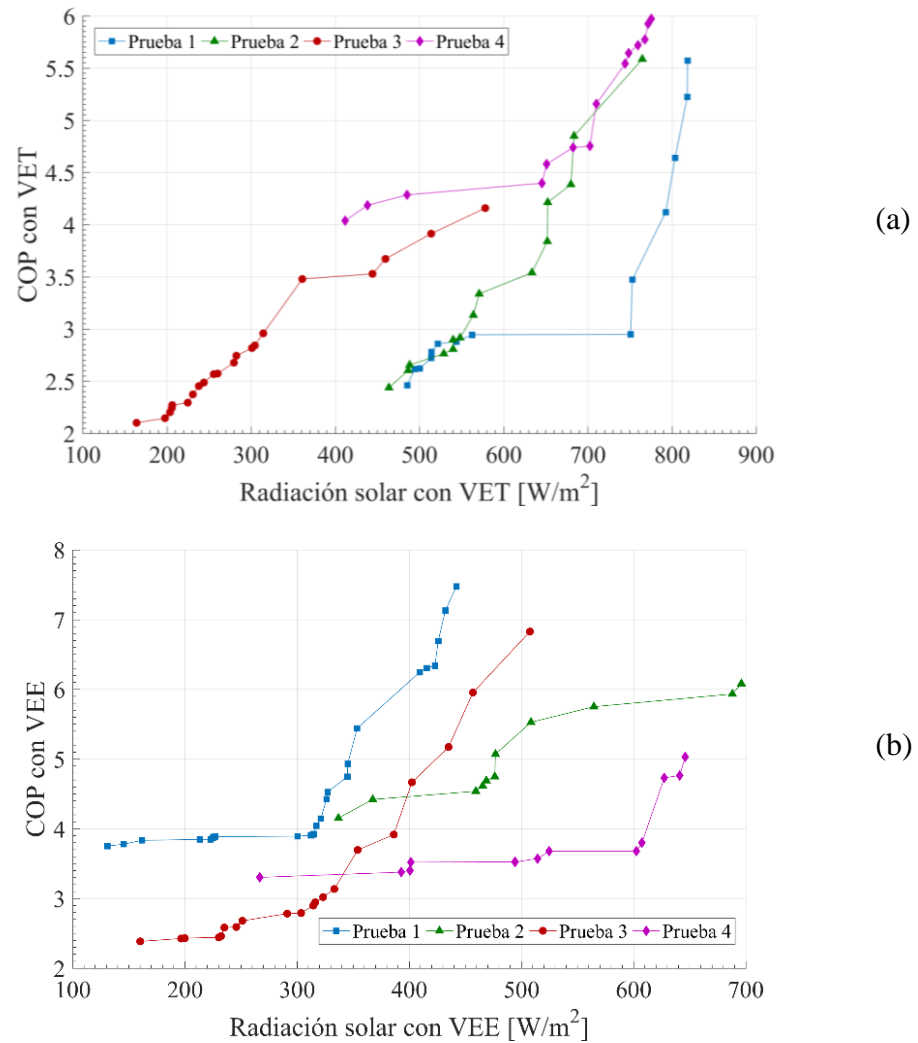 6
5.5
5
4.5
4
3.5
3
2.5
2
COP con VET
Prueba 1 Prueba 2 Prueba 3 Prueba 4
100 200 300 400 500 600 700 800 900
Radiación solar con VET [W/m²]
(a)
8
7
6
5
4
3
2
COP con VEE
Prueba 1 Prueba 2 Prueba 3 Prueba 4
100 200 300 400 500 600 700
Radiación solar con VEE [W/m²]
(b)